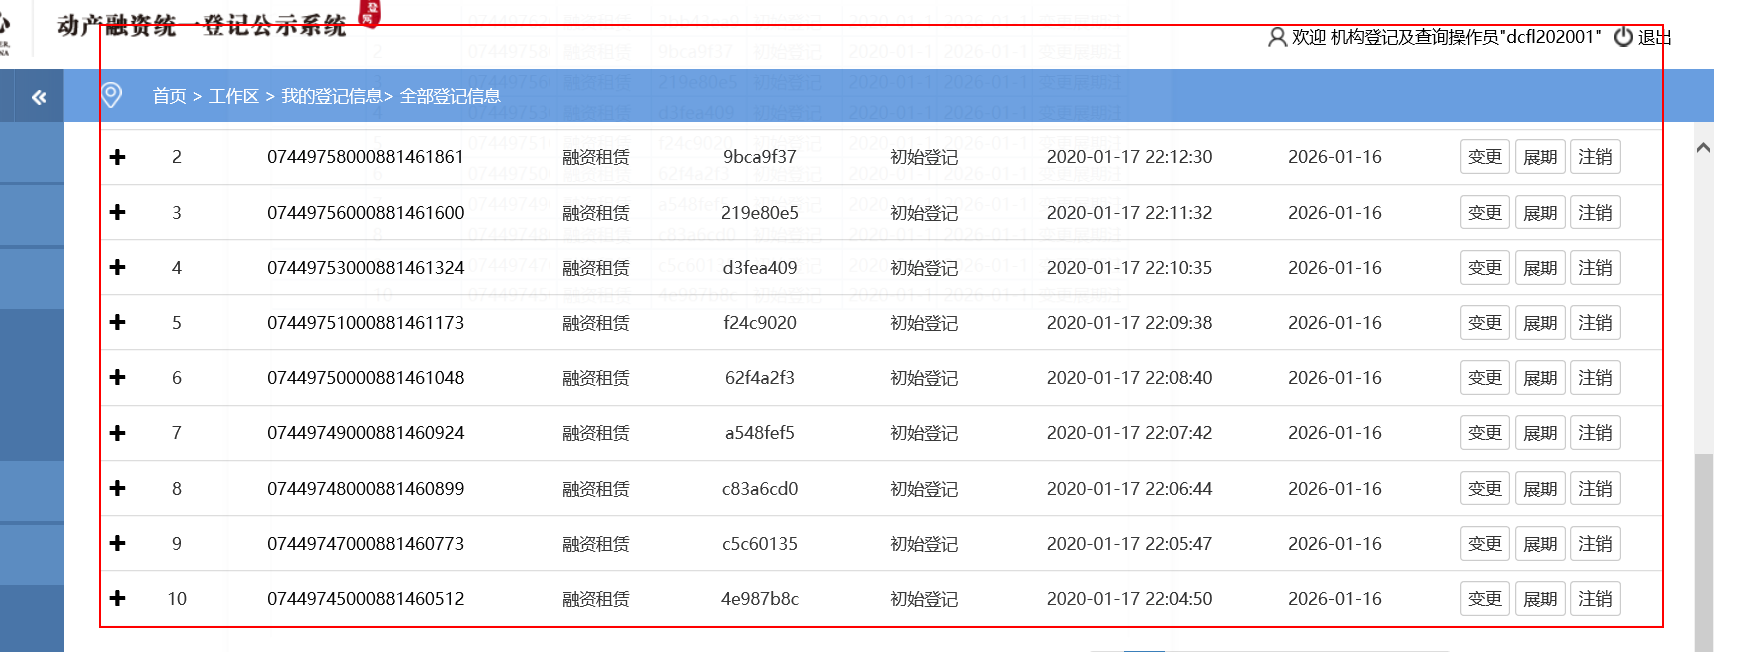 动产融资统一登记公示系统
登
欢迎 机构登记及查询操作员"dcfl202001" 退出
首页 > 工作区 > 我的登记信息> 全部登记信息
2 07449758000881461861 融资租赁 9bca9f37 初始登记 2020-01-17 22:12:30 2026-01-16 变更 展期 注销
3 07449756000881461600 融资租赁 219e80e5 初始登记 2020-01-17 22:11:32 2026-01-16 变更 展期 注销
4 07449753000881461324 融资租赁 d3fea409 初始登记 2020-01-17 22:10:35 2026-01-16 变更 展期 注销
5 07449751000881461173 融资租赁 f24c9020 初始登记 2020-01-17 22:09:38 2026-01-16 变更 展期 注销
6 07449750000881461048 融资租赁 62f4a2f3 初始登记 2020-01-17 22:08:40 2026-01-16 变更 展期 注销
7 07449749000881460924 融资租赁 a548fef5 初始登记 2020-01-17 22:07:42 2026-01-16 变更 展期 注销
8 07449748000881460899 融资租赁 c83a6cd0 初始登记 2020-01-17 22:06:44 2026-01-16 变更 展期 注销
9 07449747000881460773 融资租赁 c5c60135 初始登记 2020-01-17 22:05:47 2026-01-16 变更 展期 注销
10 07449745000881460512 融资租赁 4e987b8c 初始登记 2020-01-17 22:04:50 2026-01-16 变更 展期 注销